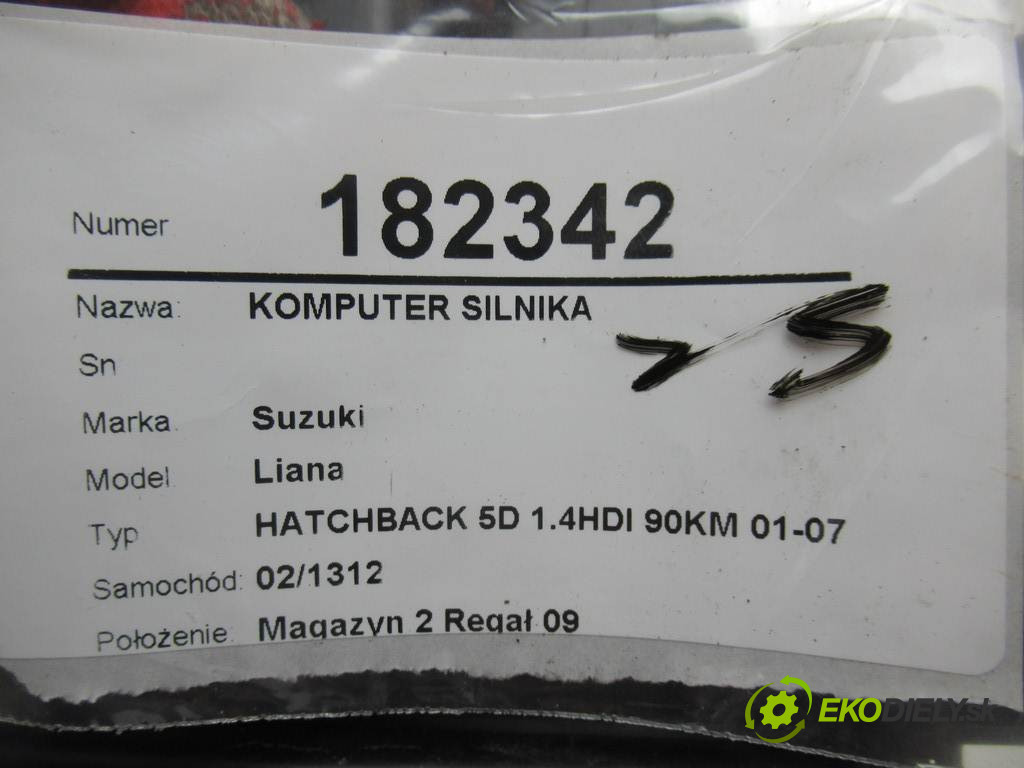 Numer 182342
Nazwa: KOMPUTER SILNIKA
Sn
Marka Suzuki
Model Liana
Typ HATCHBACK 5D 1.4HDI 90KM 01-07
Samochód: 02/1312
Położenie: Magazyn 2 Regał 09
EKODIELY.sk